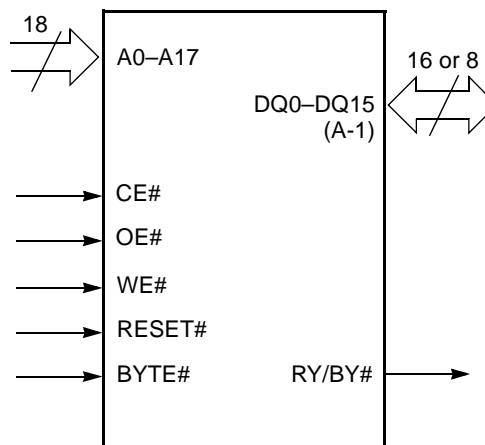 18
A0–A17
16 or 8
DQ0–DQ15
(A-1)
CE#
OE#
WE#
RESET#
BYTE#
RY/BY#